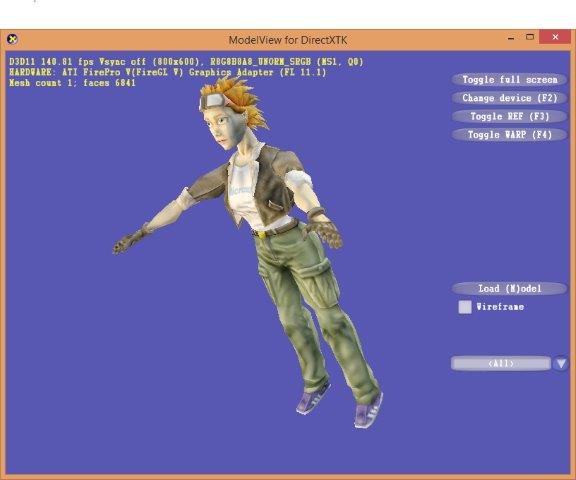 ModelView for DirectXTK
D3D11 140.81 fps Vsync off (800x600), R8G8B8A8_UNORM_SRGB (MS1, Q0)
HARDWARE: ATI FirePro V(FireGL V) Graphics Adapter (FL 11.1)
Mesh count 1; faces 6841
Toggle full screen
Change device (F2)
Toggle REF (F3)
Toggle WARP (F4)
Load (M)odel
Wireframe
<All>